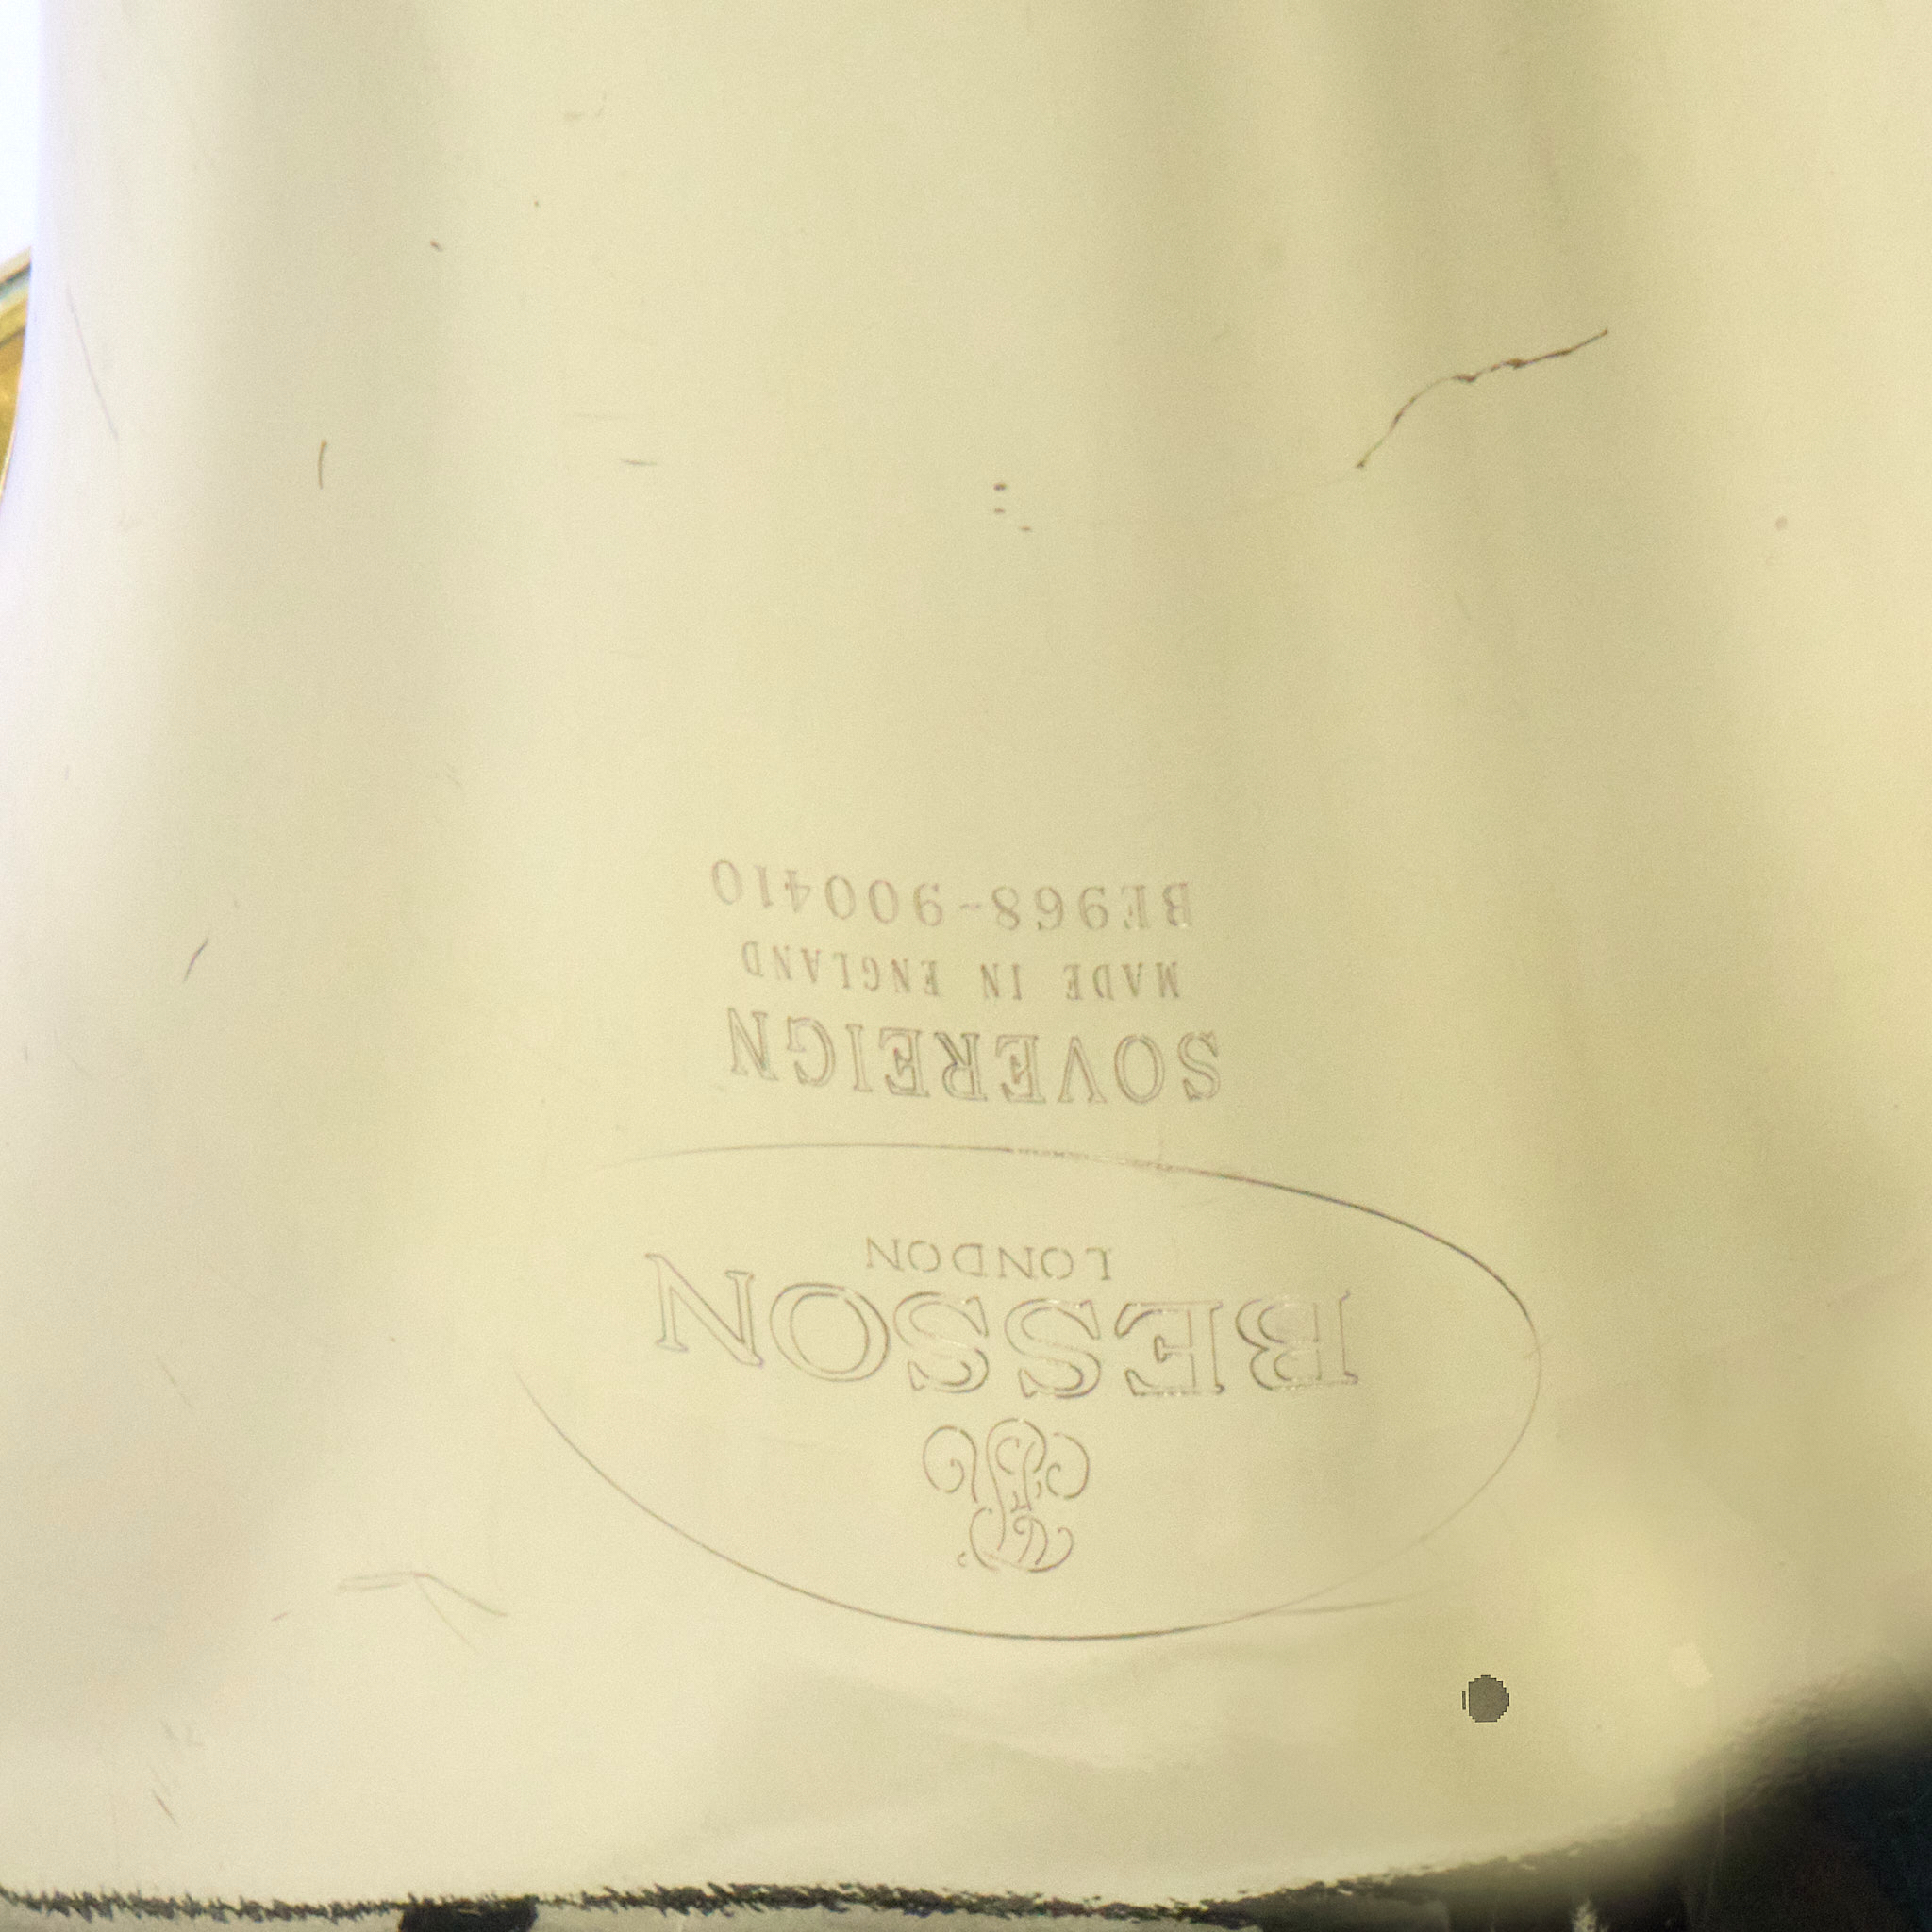 BESSON
LONDON
SOVEREIGN
MADE IN ENGLAND
BE968-900410